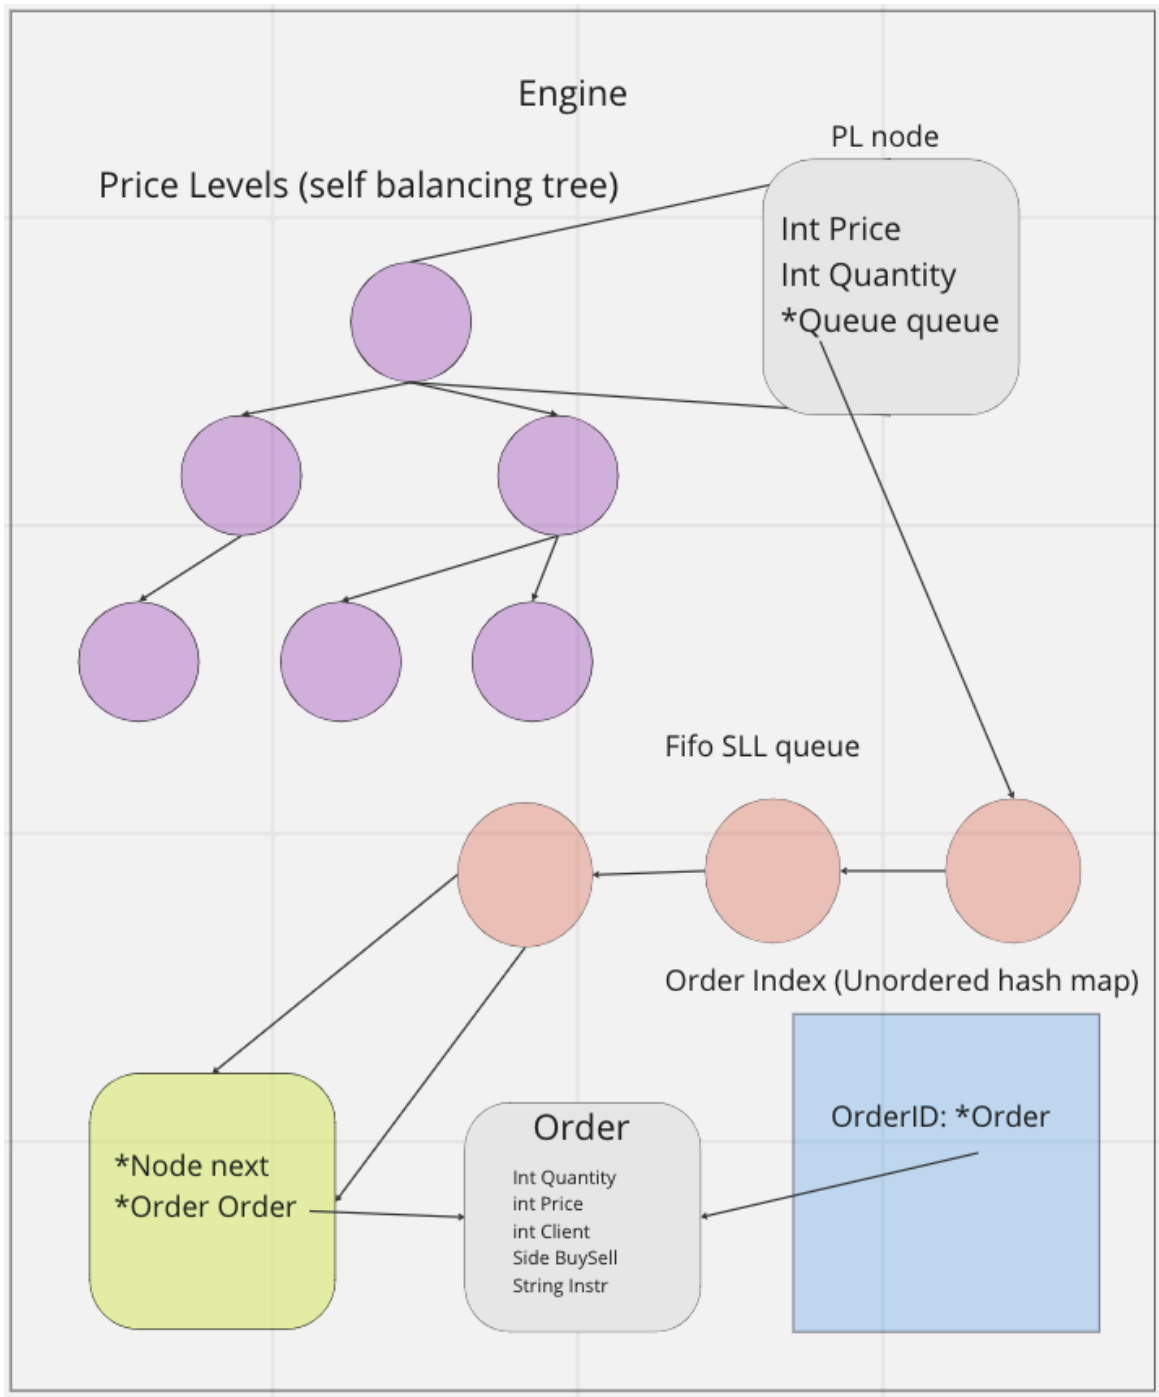 Engine
PL node
Price Levels (self balancing tree)
Int Price
Int Quantity
*Queue queue
Fifo SLL queue
Order Index (Unordered hash map)
*Node next
*Order Order
Order
Int Quantity
int Price
int Client
Side BuySell
String Instr
OrderID: *Order